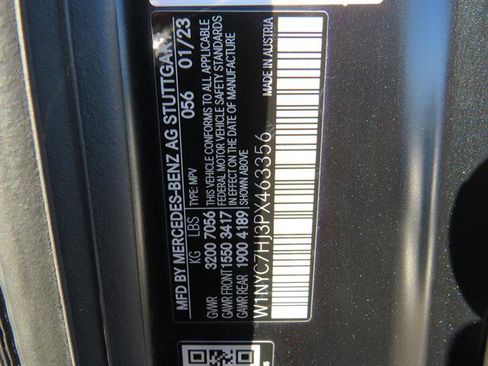 MFD BY MERCEDES-BENZ AG STUTTGART
056 01/23
KG LBS TYPE: MPV
GVWR 3200 7056 THIS VEHICLE CONFORMS TO ALL APPLICABLE
GAWR FRONT 1550 3417 FEDERAL MOTOR VEHICLE SAFETY STANDARDS
GAWR REAR 1900 4189 IN EFFECT ON THE DATE OF MANUFACTURE
SHOWN ABOVE
W1NYC7HJ3PX463356
MADE IN AUSTRIA